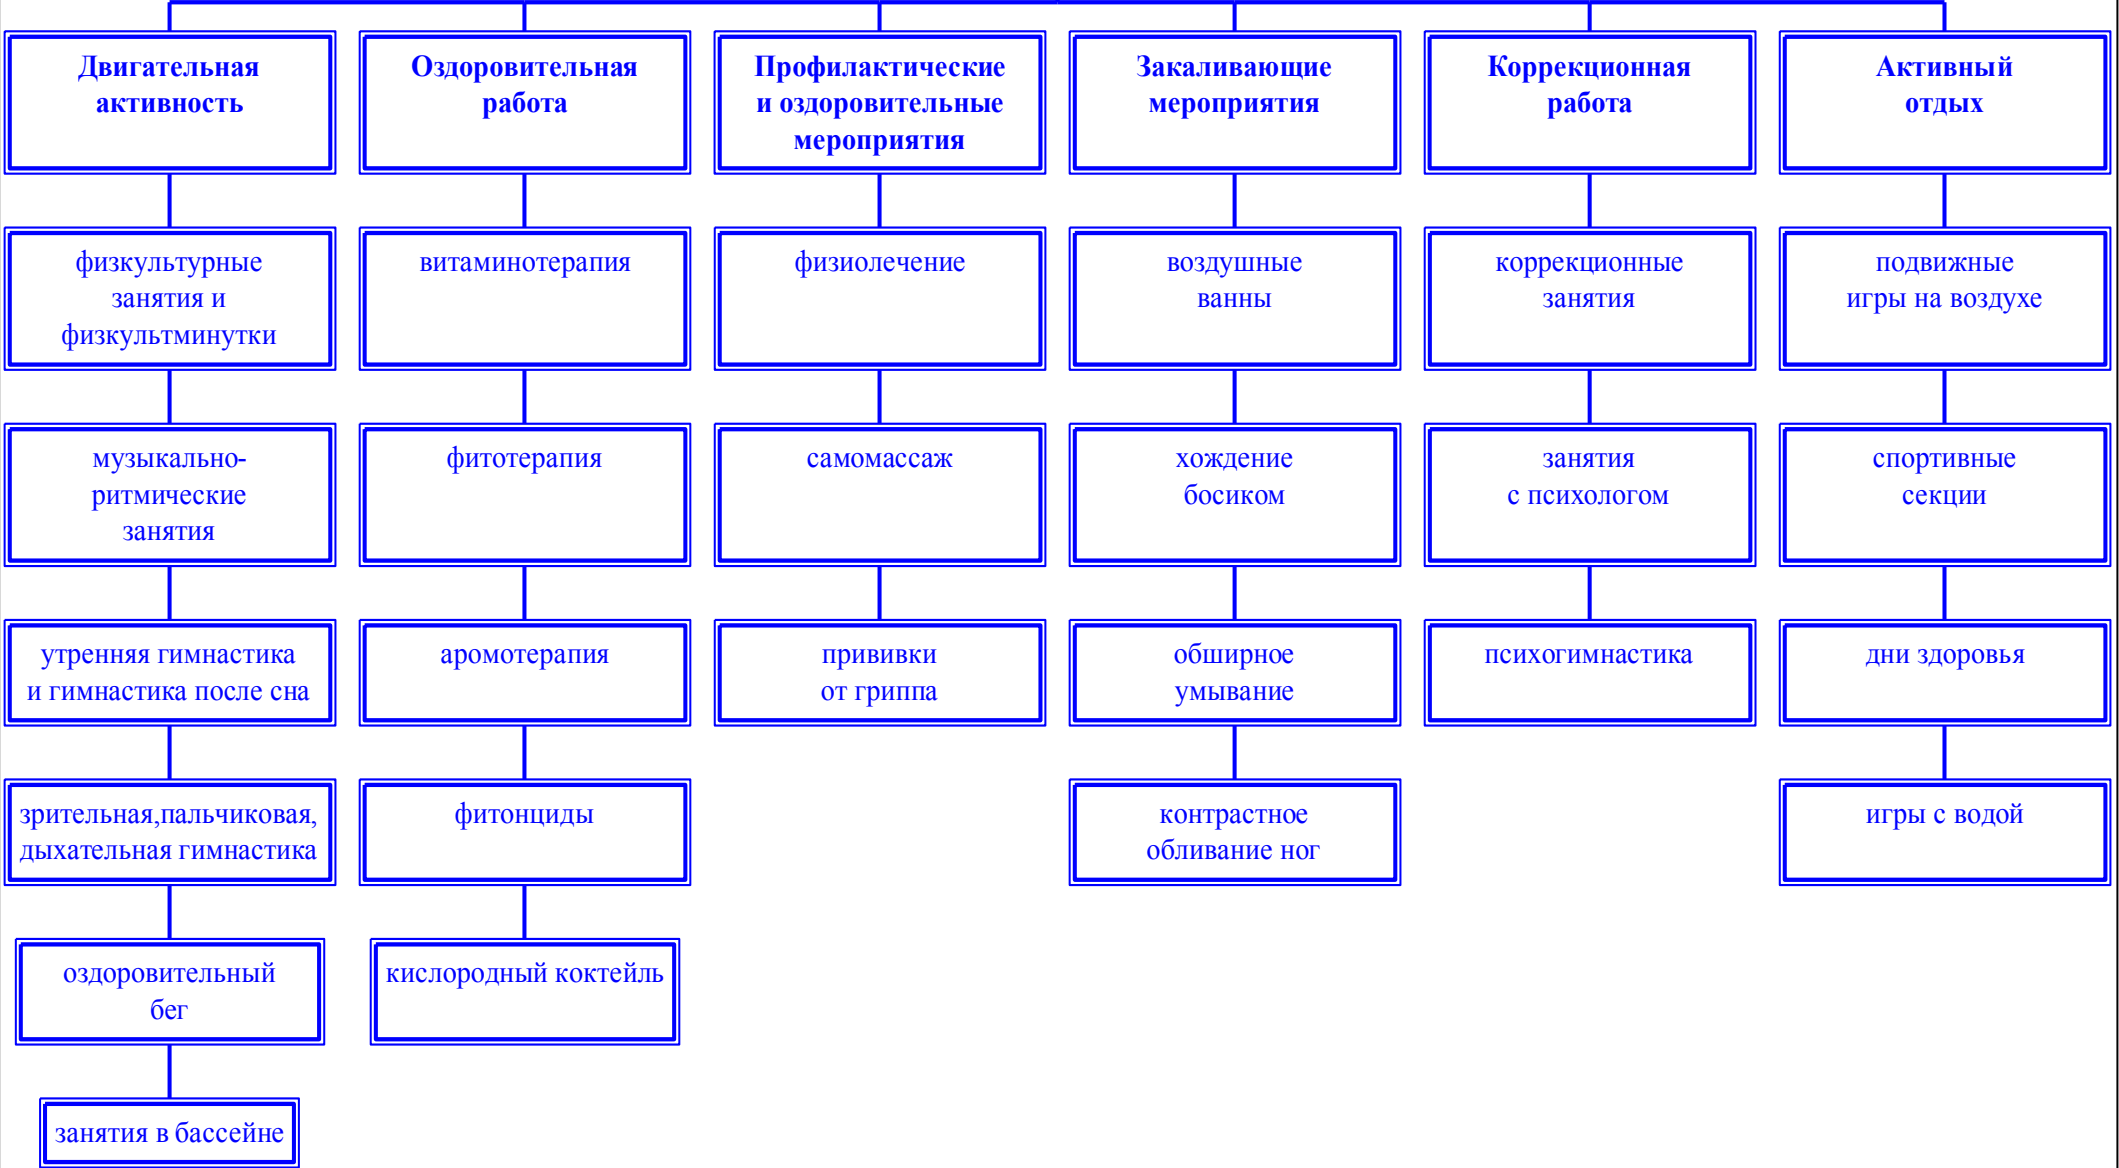 Двигательная
активность
Оздоровительная
работа
Профилактические
и оздоровительные
мероприятия
Закаливающие
мероприятия
Коррекционная
работа
Активный
отдых
физкультурные
занятия и
физкультминутки
витаминотерапия
физиолечение
воздушные
ванны
коррекционные
занятия
подвижные
игры на воздухе
музыкально-
ритмические
занятия
фитотерапия
самомассаж
хождение
босиком
занятия
с психологом
спортивные
секции
утренняя гимнастика
и гимнастика после сна
аромотерапия
прививки
от гриппа
обширное
умывание
психогимнастика
дни здоровья
зрительная,пальчиковая,
дыхательная гимнастика
фитонциды
контрастное
обливание ног
игры с водой
оздоровительный
бег
кислородный коктейль
занятия в бассейне